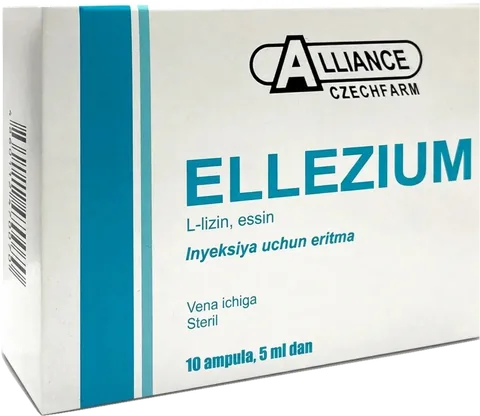 ALLIANCE
CZECHFARM
ELLEZIUM
L-lizin, essin
Inyeksiya uchun eritma
Vena ichiga
Steril
10 ampula, 5 ml dan